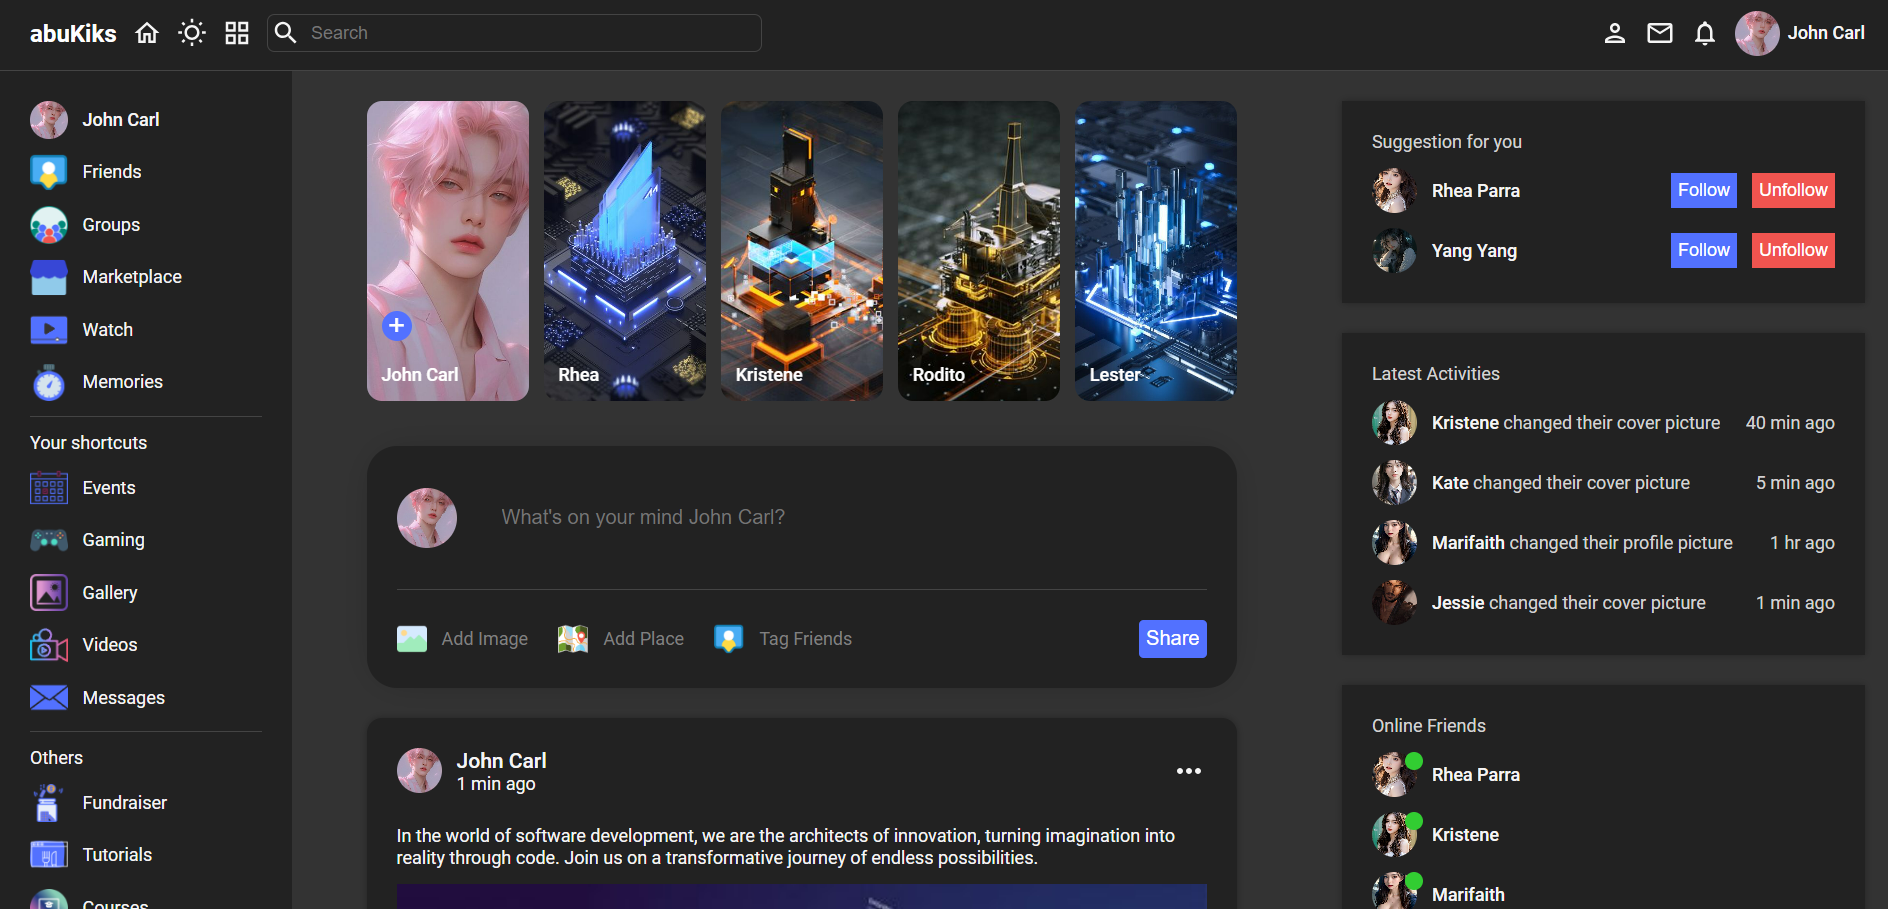 abuKiks
Search
John Carl
John Carl
Friends
Groups
Marketplace
Watch
Memories
Your shortcuts
Events
Gaming
Gallery
Videos
Messages
Others
Fundraiser
Tutorials
Courses
John Carl
Rhea
Kristene
Rodito
Lester
What's on your mind John Carl?
Add Image
Add Place
Tag Friends
Share
John Carl
1 min ago
In the world of software development, we are the architects of innovation, turning imagination into
reality through code. Join us on a transformative journey of endless possibilities.
Suggestion for you
Rhea Parra Follow Unfollow
Yang Yang Follow Unfollow
Latest Activities
Kristene changed their cover picture 40 min ago
Kate changed their cover picture 5 min ago
Marifaith changed their profile picture 1 hr ago
Jessie changed their cover picture 1 min ago
Online Friends
Rhea Parra
Kristene
Marifaith